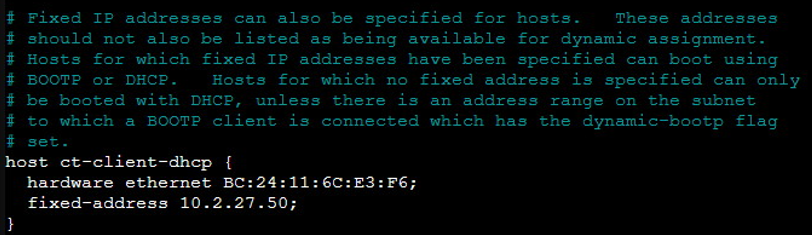 # Fixed IP addresses can also be specified for hosts.   These addresses
# should not also be listed as being available for dynamic assignment.
# Hosts for which fixed IP addresses have been specified can boot using
# BOOTP or DHCP.   Hosts for which no fixed address is specified can only
# be booted with DHCP, unless there is an address range on the subnet
# to which a BOOTP client is connected which has the dynamic-bootp flag
# set.
host ct-client-dhcp {
  hardware ethernet BC:24:11:6C:E3:F6;
  fixed-address 10.2.27.50;
}